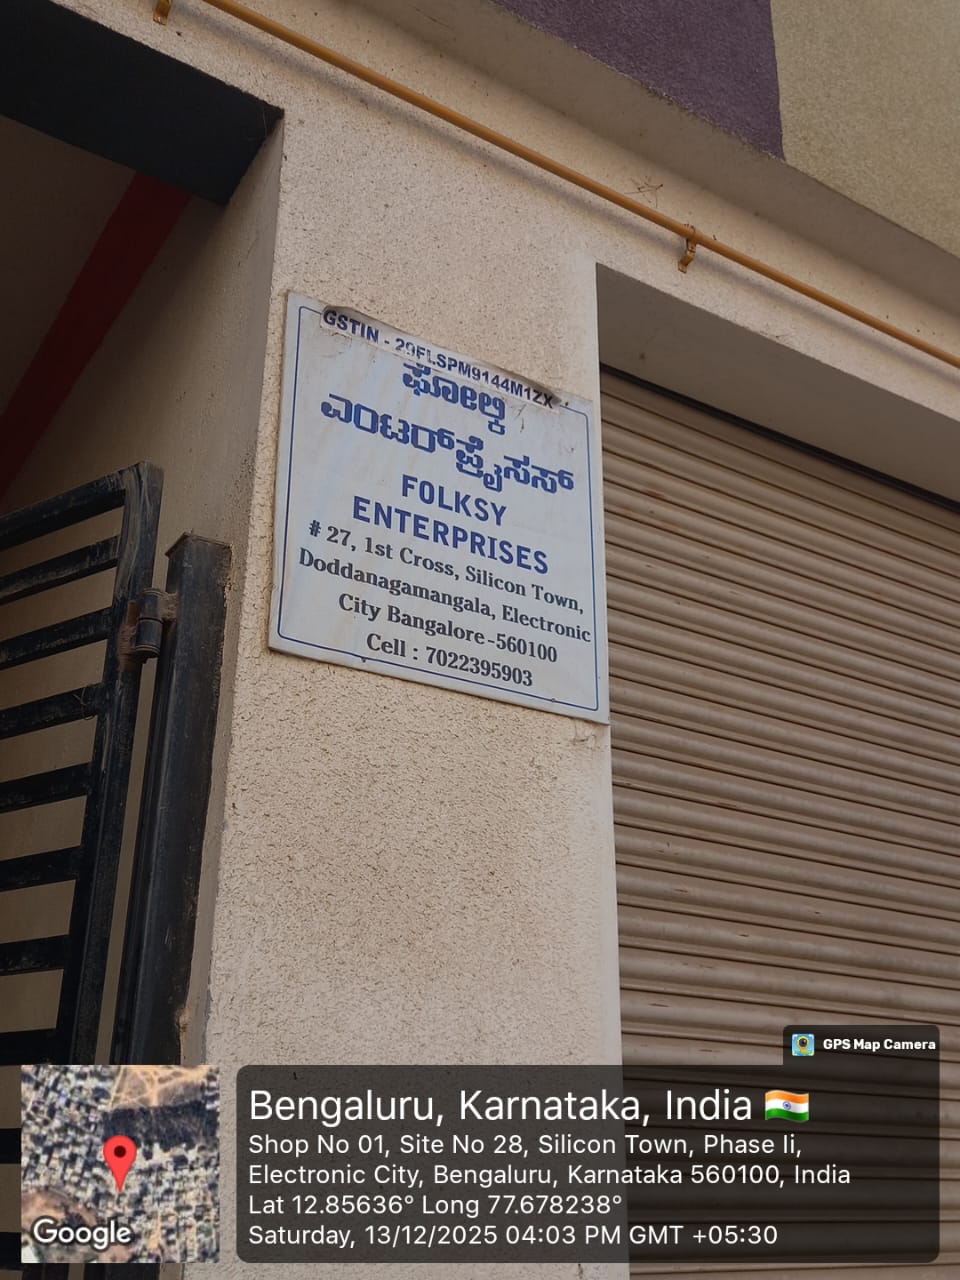 GSTIN - 29FLSPM9144M1ZX
ಫೋಲ್ಕಿ
ಎಂಟರ್‌ಪ್ರೈಸಸ್
FOLKSY
ENTERPRISES
# 27, 1st Cross, Silicon Town,
Doddanagamangala, Electronic
City Bangalore-560100
Cell : 7022395903
GPS Map Camera
Bengaluru, Karnataka, India
Shop No 01, Site No 28, Silicon Town, Phase Ii,
Electronic City, Bengaluru, Karnataka 560100, India
Lat 12.85636° Long 77.678238°
Saturday, 13/12/2025 04:03 PM GMT +05:30
Google